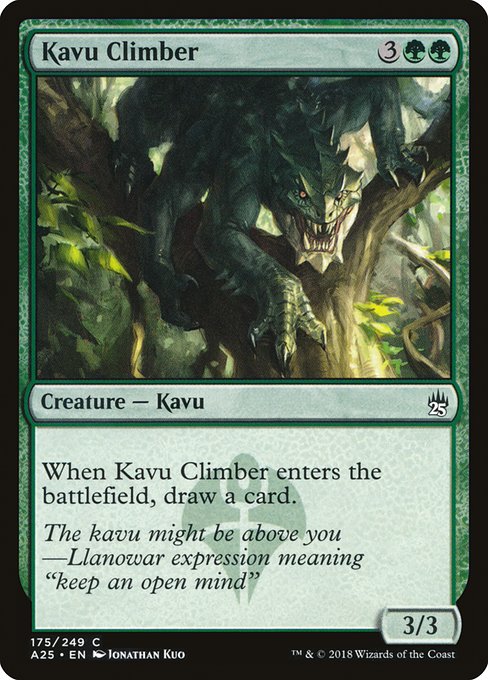 Kavu Climber 3
Creature — Kavu
25
When Kavu Climber enters the
battlefield, draw a card.
The kavu might be above you
—Llanowar expression meaning
“keep an open mind”
3/3
175/249 C
A25 • EN Jonathan Kuo
™ & © 2018 Wizards of the Coast